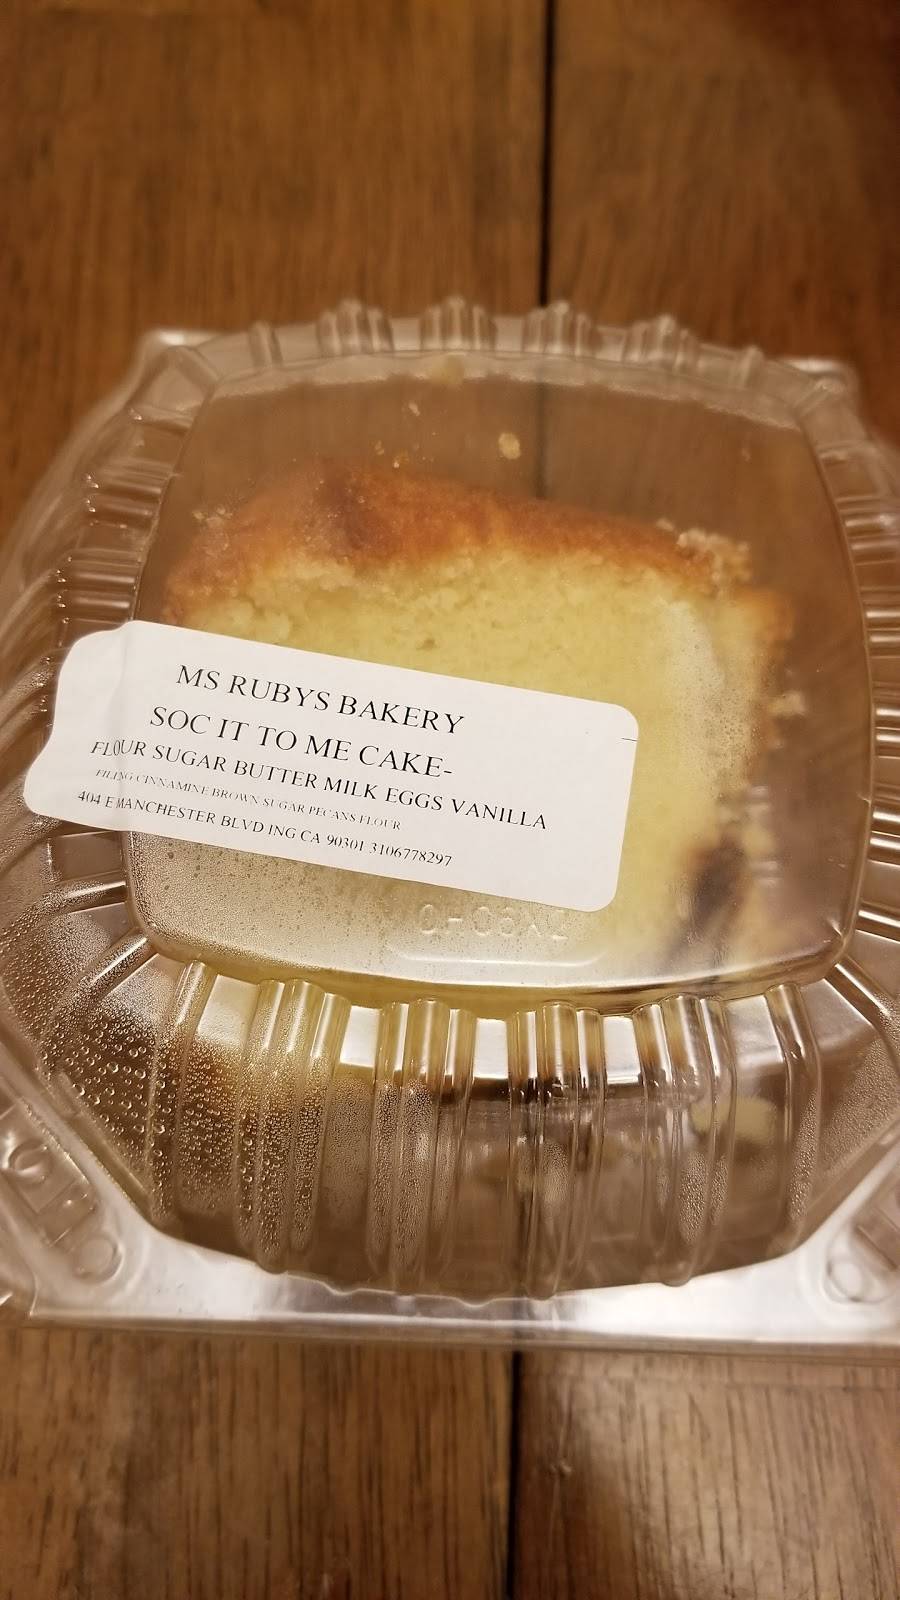 MS RUBYS BAKERY
SOC IT TO ME CAKE-
FLOUR SUGAR BUTTER MILK EGGS VANILLA
FILING CINNAMINE BROWN SUGAR PECANS FLOUR
404 E MANCHESTER BLVD ING CA 90301 3106778297